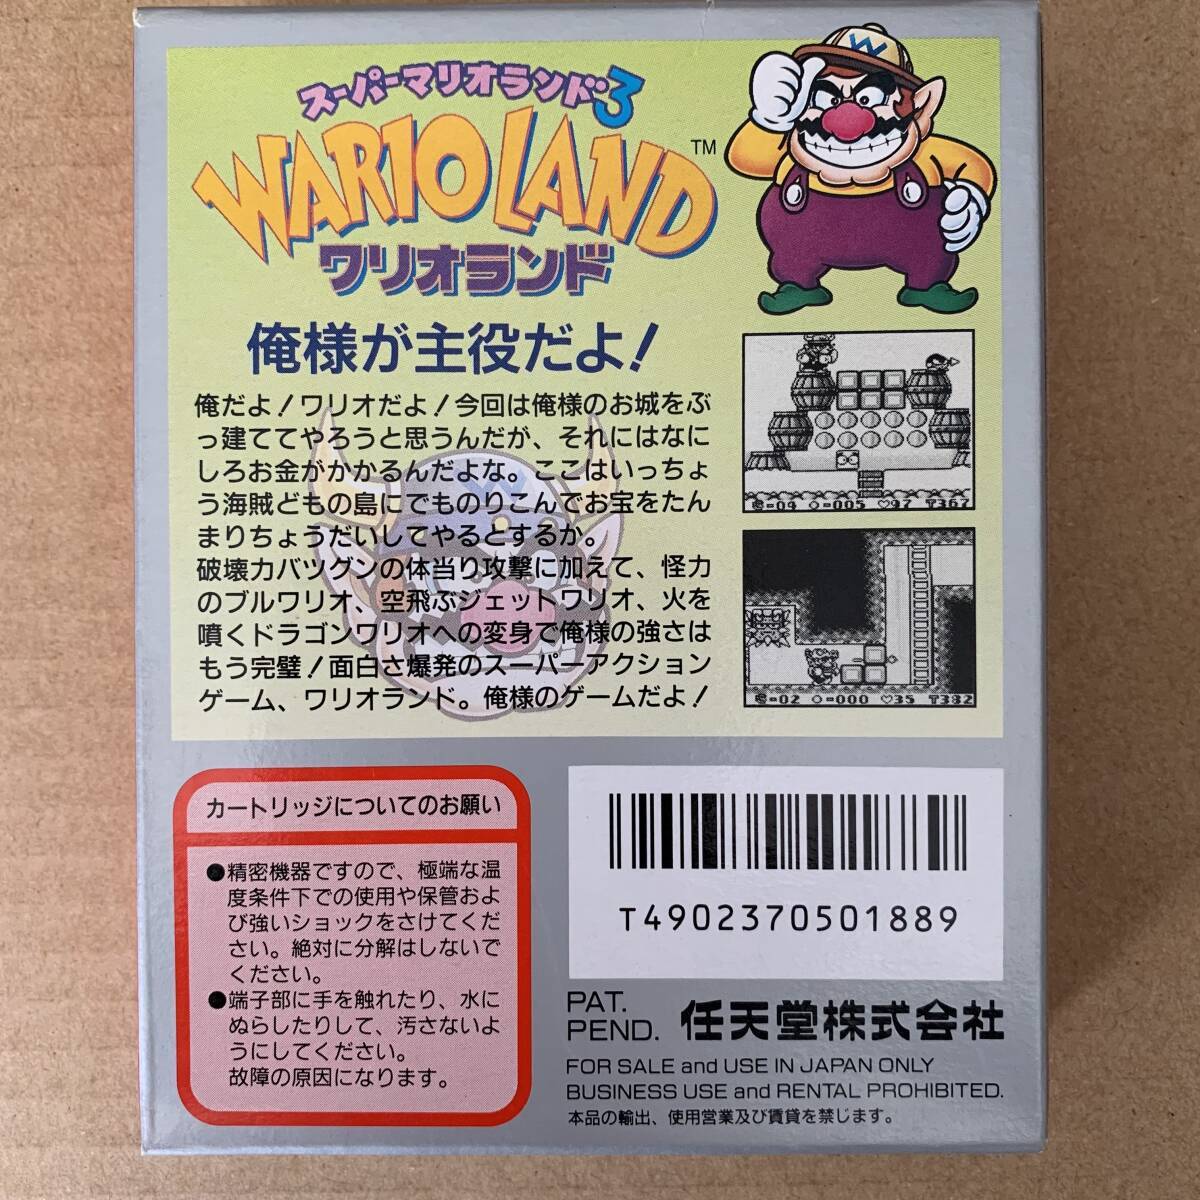 スーパーマリオランド3
WARIO LAND
TM
ワリオランド
W
俺様が主役だよ!
俺だよ!ワリオだよ!今回は俺様のお城をぶ
っ建ててやろうと思うんだが、それにはなに
しろお金がかかるんだよな。ここはいっちょ
う海賊どもの島にでものりこんでお宝をたん
まりちょうだいしてやるとするか。
破壊力バツグンの体当り攻撃に加えて、怪力
のブルワリオ、空飛ぶジェットワリオ、火を
噴くドラゴンワリオへの変身で俺様の強さは
もう完璧!面白さ爆発のスーパーアクション
ゲーム、ワリオランド。俺様のゲームだよ!
=04 =005 ♡47 367
=02 =000 ♡35 382
カートリッジについてのお願い
●精密機器ですので、極端な温
度条件下での使用や保管およ
び強いショックをさけてくだ
さい。絶対に分解はしないで
ください。
●端子部に手を触れたり、水に
ぬらしたりして、汚さないよ
うにしてください。
故障の原因になります。
T4902370501889
PAT.
PEND.
任天堂株式会社
FOR SALE and USE IN JAPAN ONLY
BUSINESS USE and RENTAL PROHIBITED.
本品の輸出、使用営業及び賃貸を禁じます。